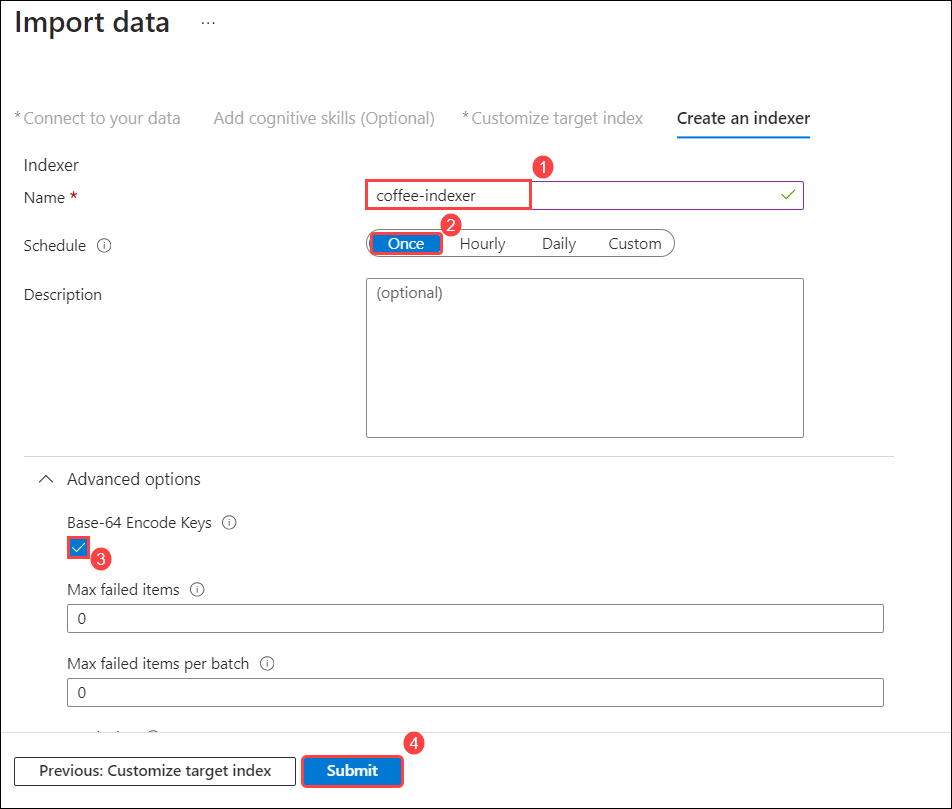 Import data ...
* Connect to your data Add cognitive skills (Optional) * Customize target index Create an indexer
Indexer
1
Name * coffee-indexer
2
Schedule Once Hourly Daily Custom
Description (optional)
Advanced options
Base-64 Encode Keys
3
Max failed items
0
Max failed items per batch
0
4
Previous: Customize target index Submit